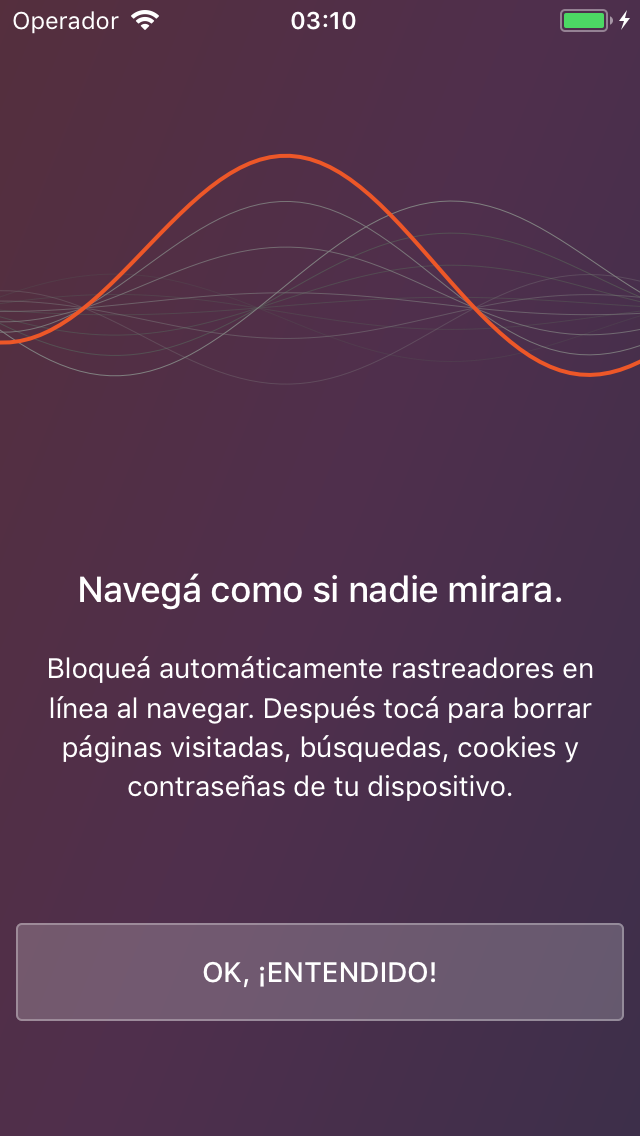 Operador 03:10
Navegá como si nadie mirara.
Bloqueá automáticamente rastreadores en
línea al navegar. Después tocá para borrar
páginas visitadas, búsquedas, cookies y
contraseñas de tu dispositivo.
OK, ¡ENTENDIDO!